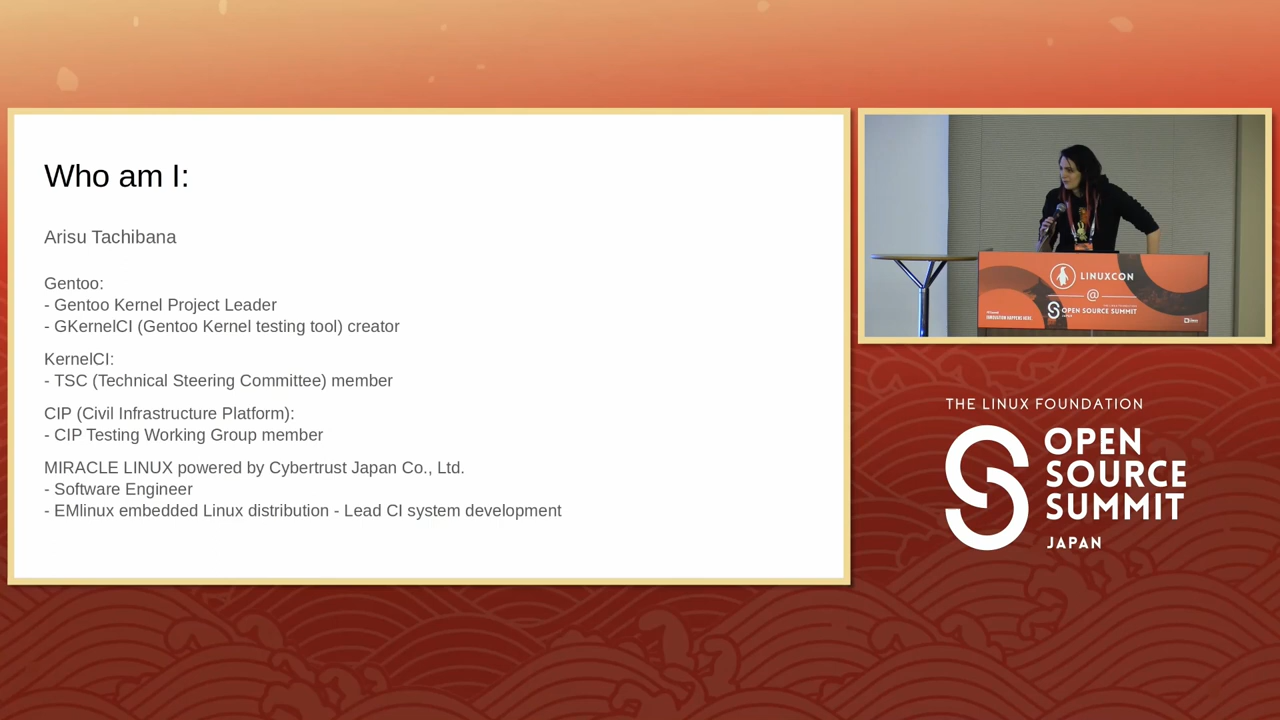 Who am I:
Arisu Tachibana
Gentoo:
- Gentoo Kernel Project Leader
- GKernelCI (Gentoo Kernel testing tool) creator
KernelCI:
- TSC (Technical Steering Committee) member
CIP (Civil Infrastructure Platform):
- CIP Testing Working Group member
MIRACLE LINUX powered by Cybertrust Japan Co., Ltd.
- Software Engineer
- EMlinux embedded Linux distribution - Lead CI system development
LINUXCON
@
OPEN SOURCE SUMMIT
INNOVATION HAPPENS HERE
THE LINUX FOUNDATION
OPEN
SOURCE
SUMMIT
JAPAN